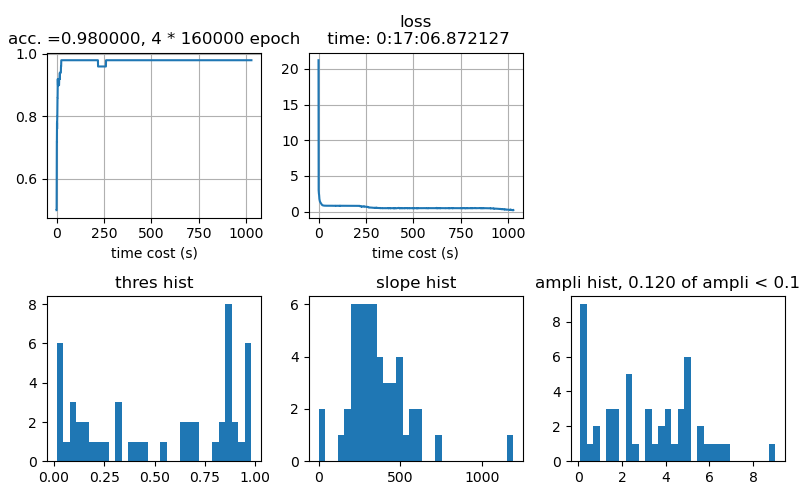 acc. =0.980000, 4 * 160000 epoch
1.0
0.8
0.6
0 250 500 750 1000
time cost (s)
loss
time: 0:17:06.872127
20
15
10
5
0
0 250 500 750 1000
time cost (s)
thres hist
8
6
4
2
0
0.00 0.25 0.50 0.75 1.00
slope hist
6
4
2
0
0 500 1000
ampli hist, 0.120 of ampli < 0.1
8
6
4
2
0
0 2 4 6 8